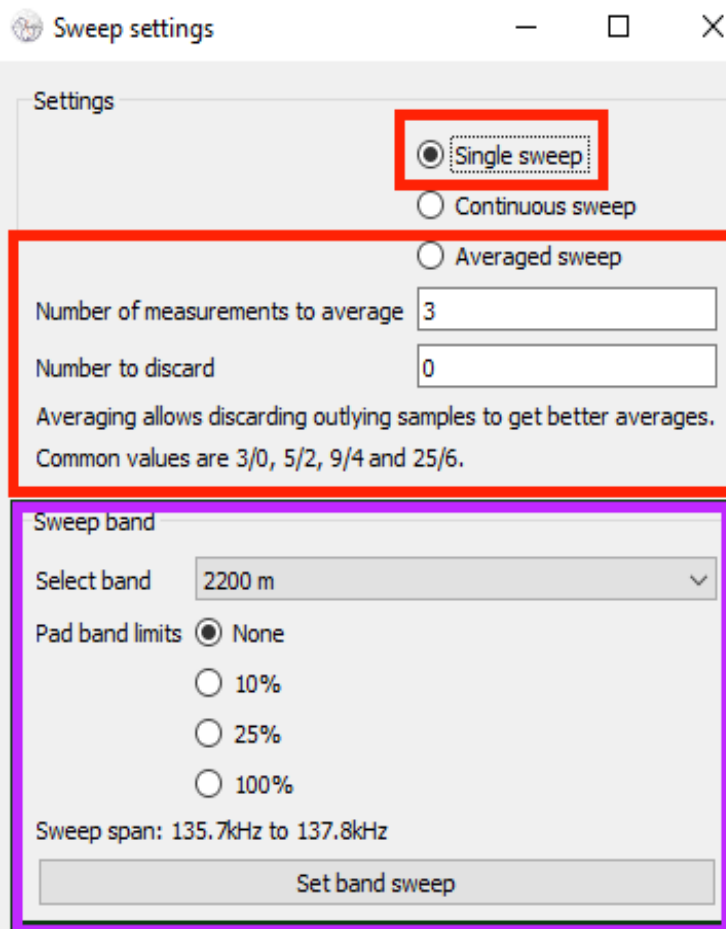 Sweep settings
Settings
Single sweep
Continuous sweep
Averaged sweep
Number of measurements to average 3
Number to discard 0
Averaging allows discarding outlying samples to get better averages.
Common values are 3/0, 5/2, 9/4 and 25/6.
Sweep band
Select band 2200 m
Pad band limits None
10%
25%
100%
Sweep span: 135.7kHz to 137.8kHz
Set band sweep